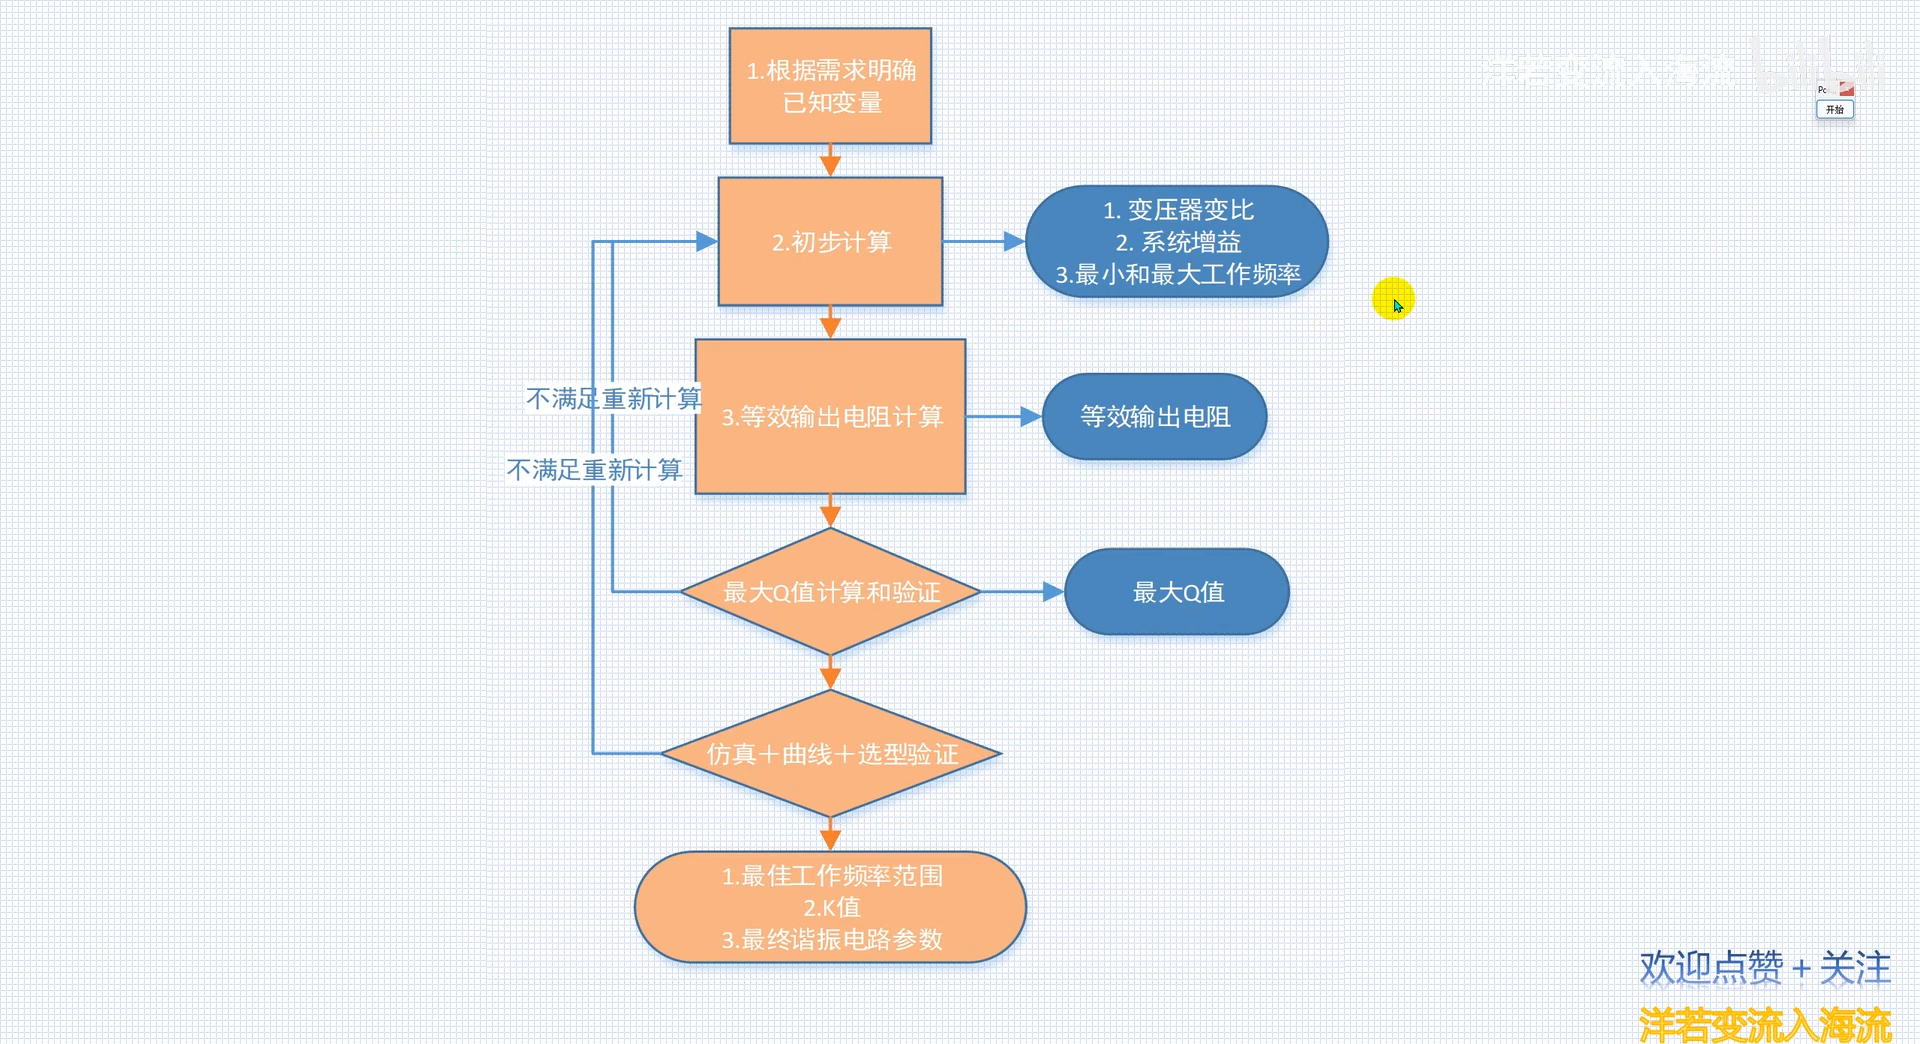 1.根据需求明确
已知变量
洋若变流入海流
开始
2.初步计算
1. 变压器变比
2. 系统增益
3.最小和最大工作频率
不满足重新计算
3.等效输出电阻计算
等效输出电阻
不满足重新计算
最大Q值计算和验证
最大Q值
仿真+曲线+选型验证
1.最佳工作频率范围
2.K值
3.最终谐振电路参数
欢迎点赞 + 关注
洋若变流入海流